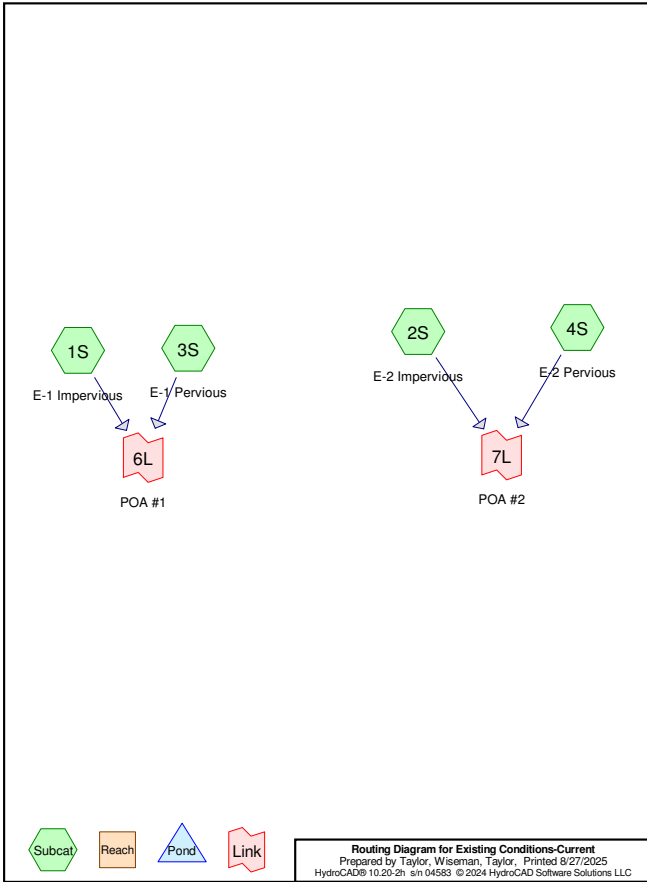 1S
3S
2S
4S
E-1 Impervious
E-1 Pervious
E-2 Impervious
E-2 Pervious
6L
7L
POA #1
POA #2
Subcat
Reach
Pond
Link
Routing Diagram for Existing Conditions-Current
Prepared by Taylor, Wiseman, Taylor, Printed 8/27/2025
HydroCAD® 10.20-2h s/n 04583 © 2024 HydroCAD Software Solutions LLC